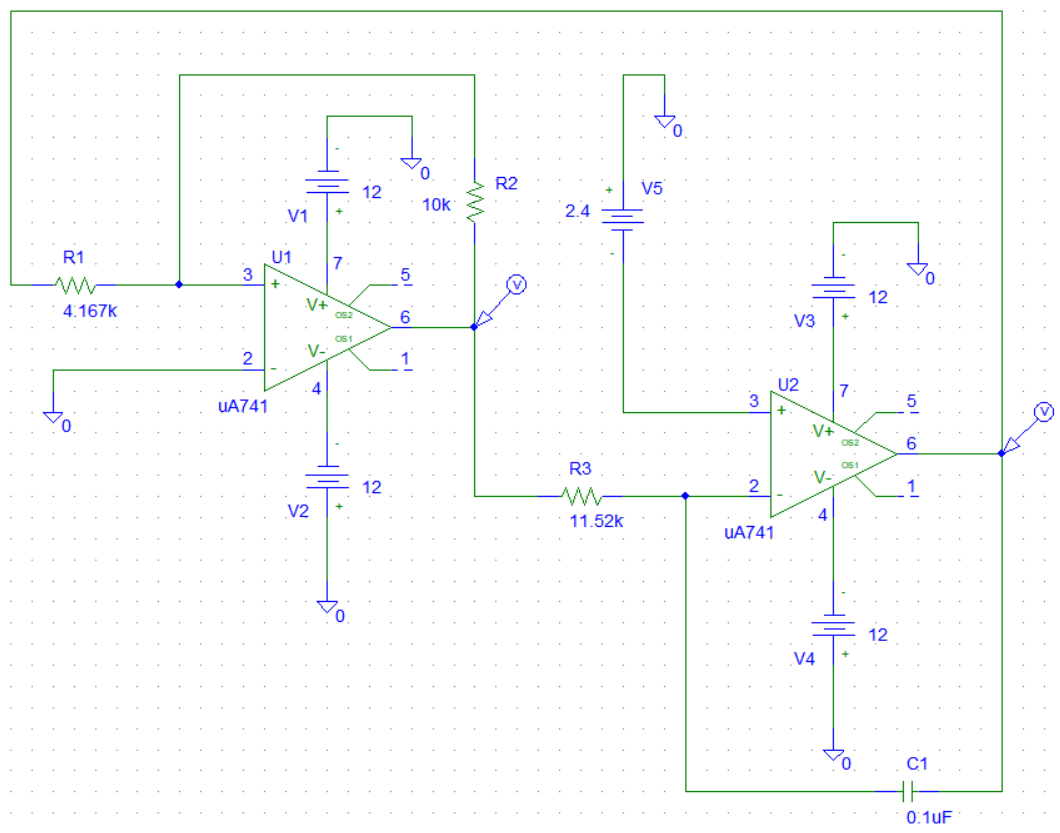 0
V5
-
R2
+
12
0
10k
2.4
V1
+
-
0
R1
U1
7
5
-
V
3
+
V+
12
4.167k
OS2
6
V3
+
OS1
V-
1
2
-
4
U2
7
uA741
5
V
0
3
+
V+
-
OS2
6
R3
OS1
12
V-
1
2
-
V2
+
11.52k
4
uA741
-
0
12
V4
+
0
C1
0.1uF